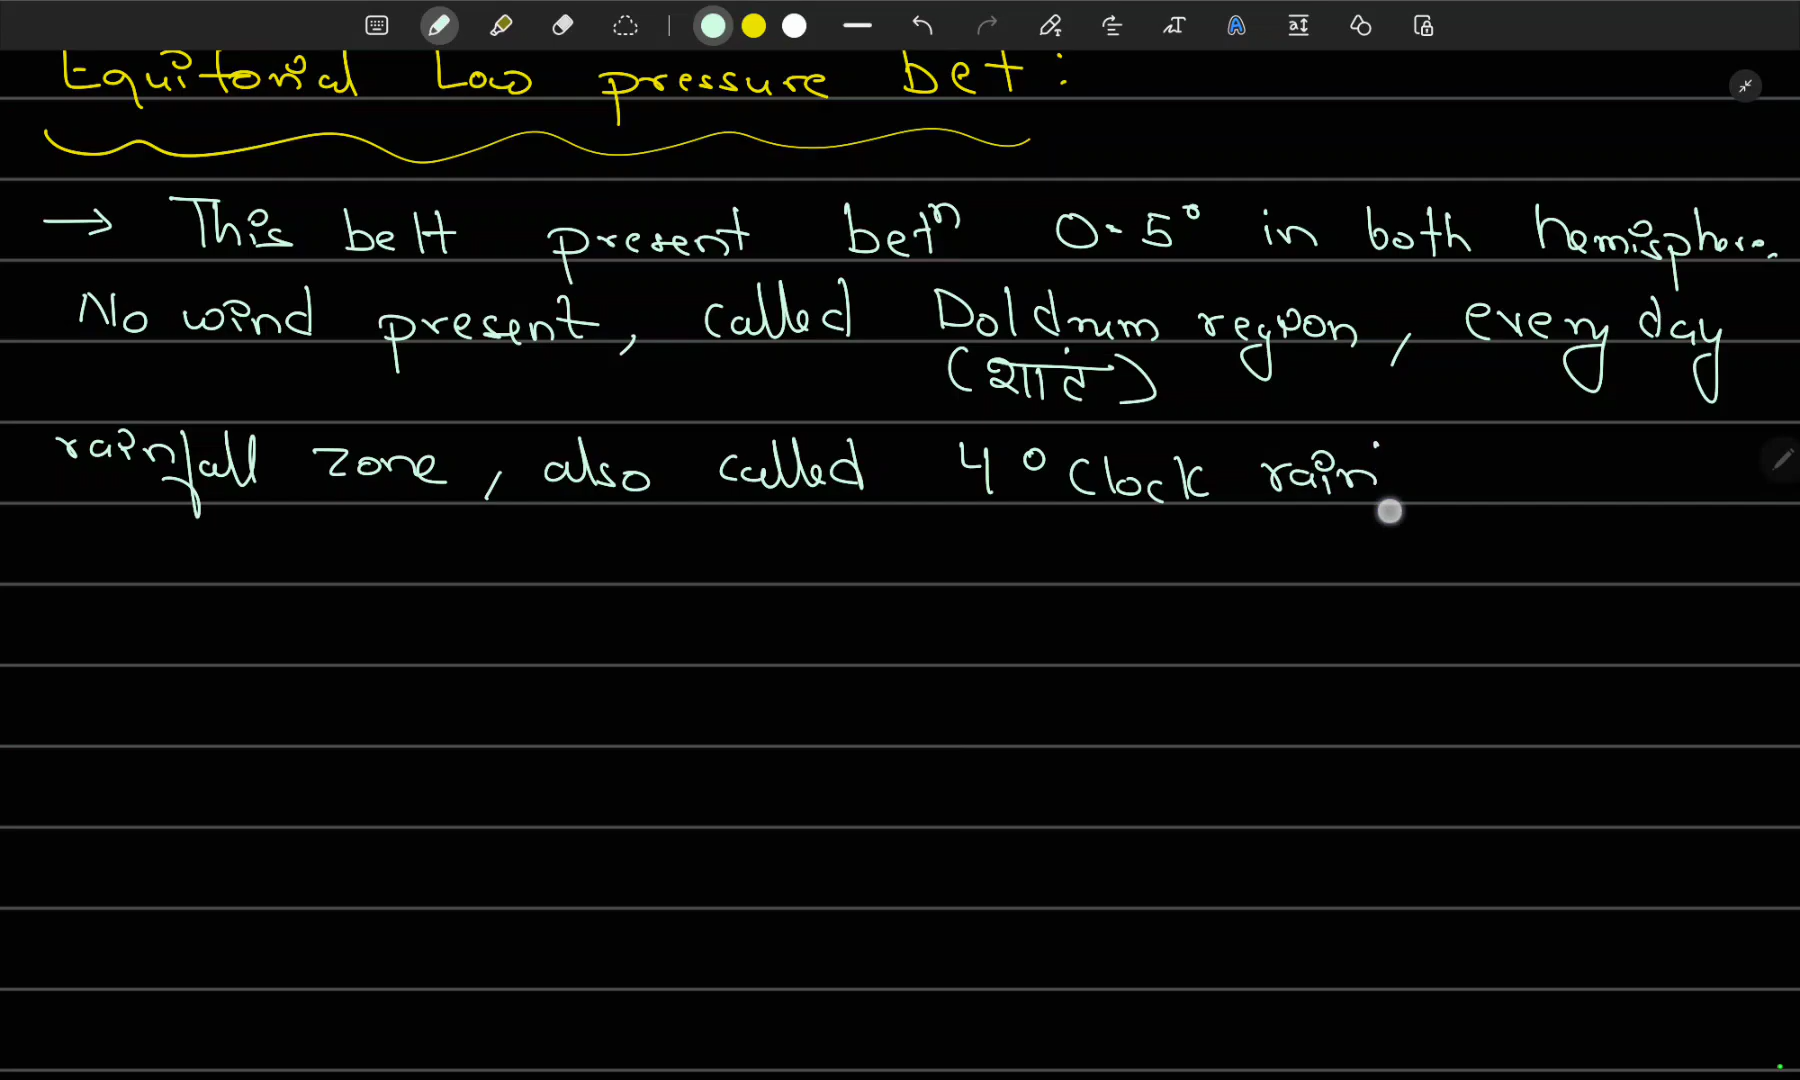 Equitorial Low pressure bet :
→ This belt present betn 0-5° in both hemisphere.
No wind present, called Doldrum region, every day
(शांत)
rainfall zone, also called 4 o clock rain